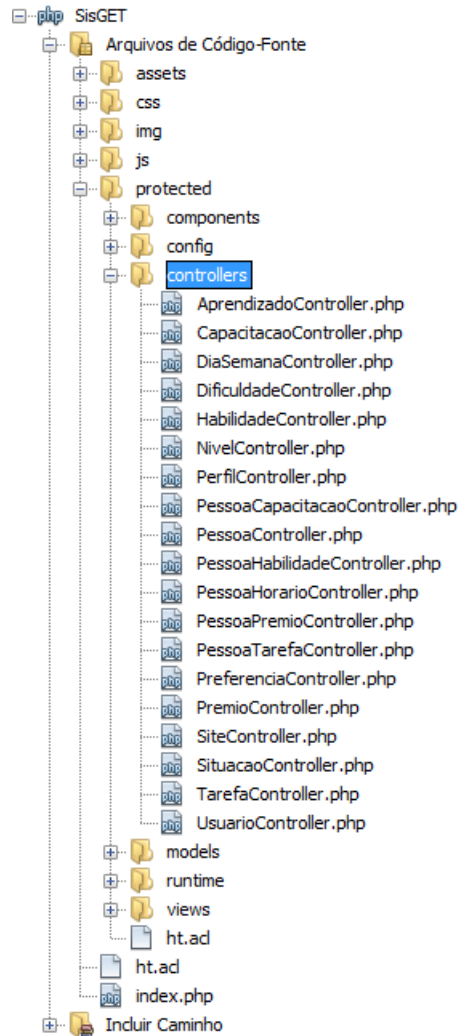 SisGET
Arquivos de Código-Fonte
assets
css
img
js
protected
components
config
controllers
AprendizadoController.php
CapacitacaoController.php
DiaSemanaController.php
DificuldadeController.php
HabilidadeController.php
NivelController.php
PerfilController.php
PessoaCapacitacaoController.php
PessoaController.php
PessoaHabilidadeController.php
PessoaHorarioController.php
PessoaPremioController.php
PessoaTarefaController.php
PreferenciaController.php
PremioController.php
SiteController.php
SituacaoController.php
TarefaController.php
UsuarioController.php
models
runtime
views
ht.acl
ht.acl
index.php
Incluir Caminho